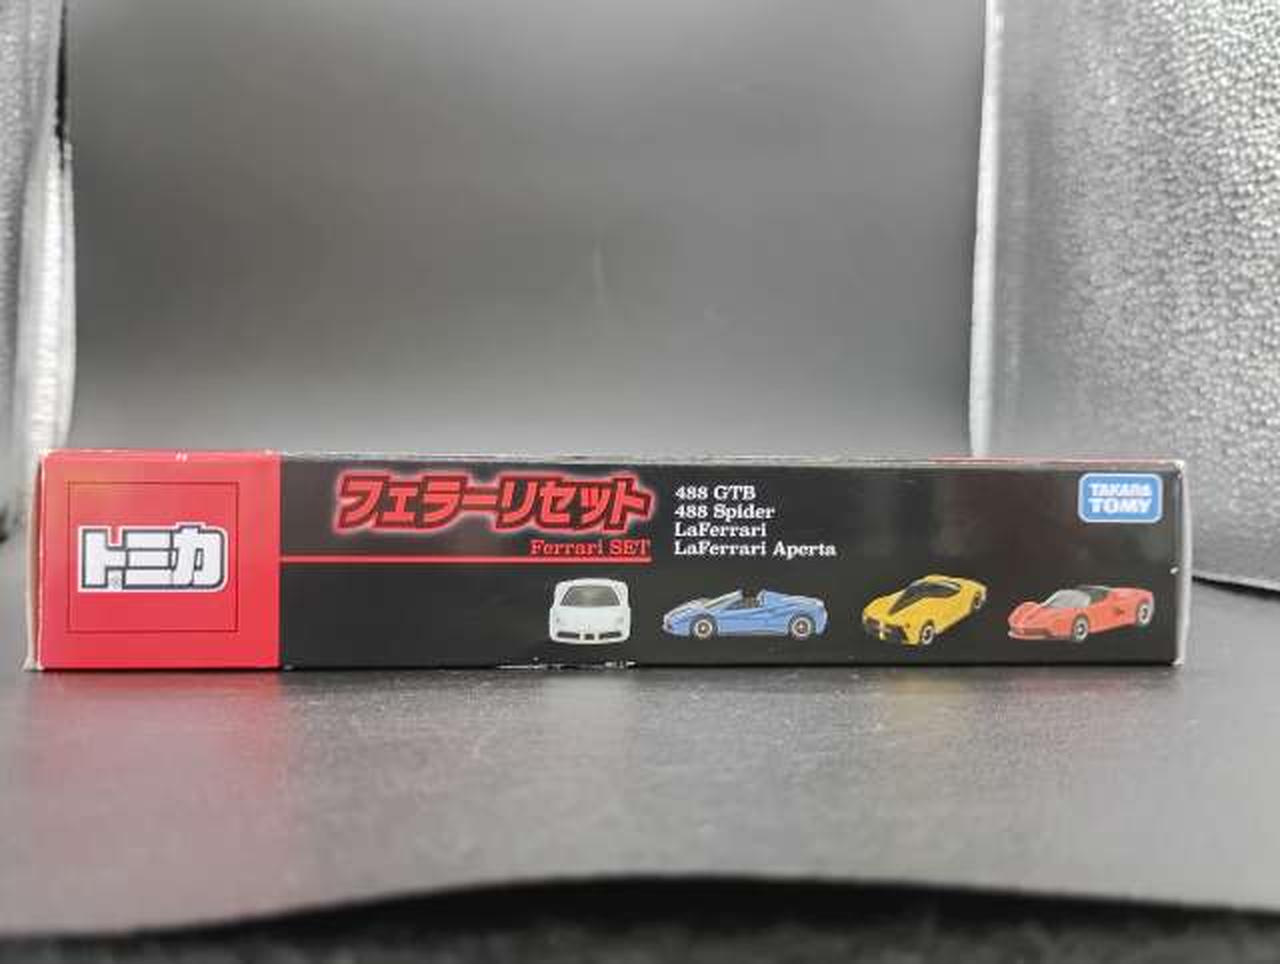 トミカ
フェラーリセット
Ferrari SET
488 GTB
488 Spider
LaFerrari
LaFerrari Aperta
TAKARA
TOMY